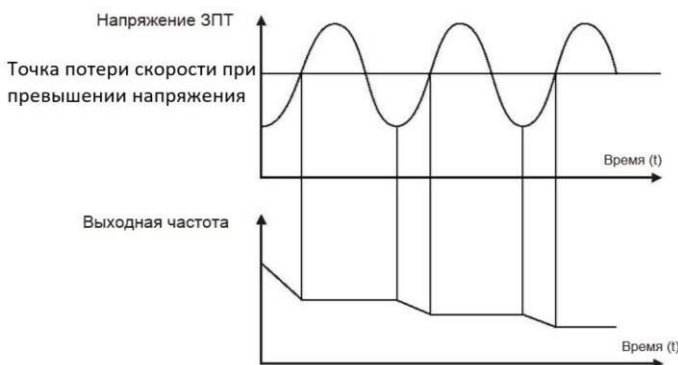 Напряжение ЗПТ
Точка потери скорости при
превышении напряжения
Время (t)
Выходная частота
Время (t)